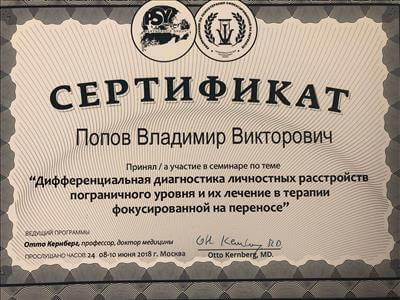 PSY
СЕРТИФИКАТ
Попов Владимир Викторович
Принял / а участие в семинаре по теме
“Дифференциальная диагностика личностных расстройств
пограничного уровня и их лечение в терапии
фокусированной на переносе”
ВЕДУЩИЙ ПРОГРАММЫ
Отто Кернберг, профессор, доктор медицины
ПРОСЛУШАНО ЧАСОВ 24 08-10 июня 2018 г. Москва
Otto Kernberg, MD.